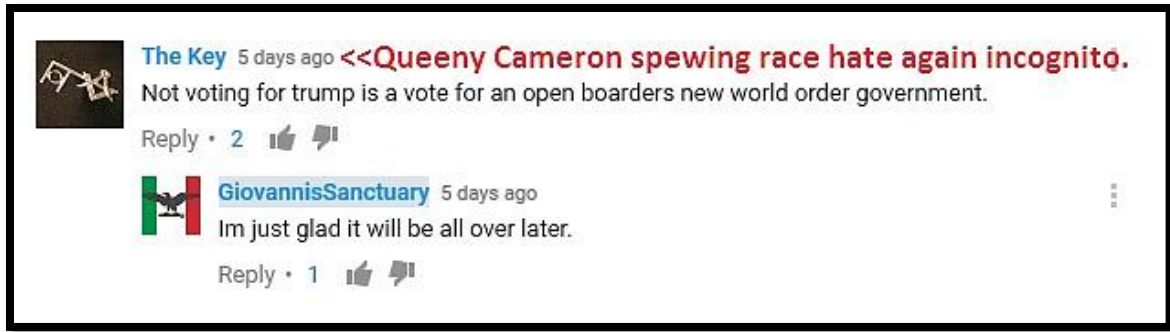 The Key 5 days ago <<Queeny Cameron spewing race hate again incognito.
Not voting for trump is a vote for an open boarders new world order government.
Reply • 2
GiovannisSanctuary 5 days ago
Im just glad it will be all over later.
Reply • 1